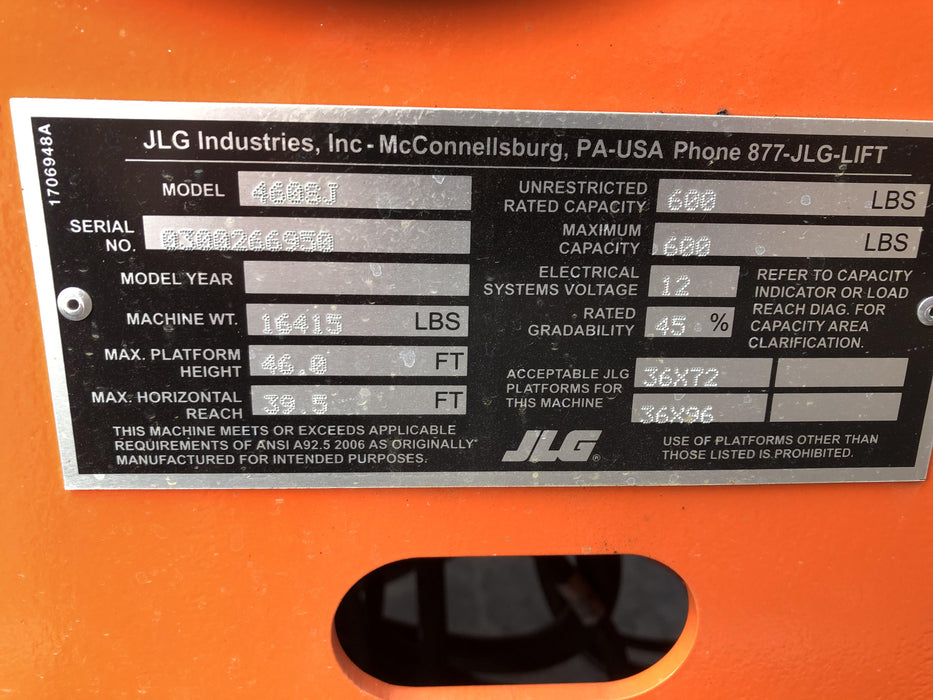 1706948A
JLG Industries, Inc - McConnellsburg, PA-USA Phone 877-JLG-LIFT
MODEL 460SJ
SERIAL NO. 0300266950
MODEL YEAR
MACHINE WT. 16415 LBS
MAX. PLATFORM HEIGHT 46.0 FT
MAX. HORIZONTAL REACH 39.5 FT
THIS MACHINE MEETS OR EXCEEDS APPLICABLE
REQUIREMENTS OF ANSI A92.5 2006 AS ORIGINALLY
MANUFACTURED FOR INTENDED PURPOSES.
UNRESTRICTED
RATED CAPACITY 600 LBS
MAXIMUM
CAPACITY 600 LBS
ELECTRICAL
SYSTEMS VOLTAGE 12
RATED
GRADABILITY 45 %
REFER TO CAPACITY
INDICATOR OR LOAD
REACH DIAG. FOR
CAPACITY AREA
CLARIFICATION.
ACCEPTABLE JLG
PLATFORMS FOR
THIS MACHINE
36X72
36X96
JLG®
USE OF PLATFORMS OTHER THAN
THOSE LISTED IS PROHIBITED.